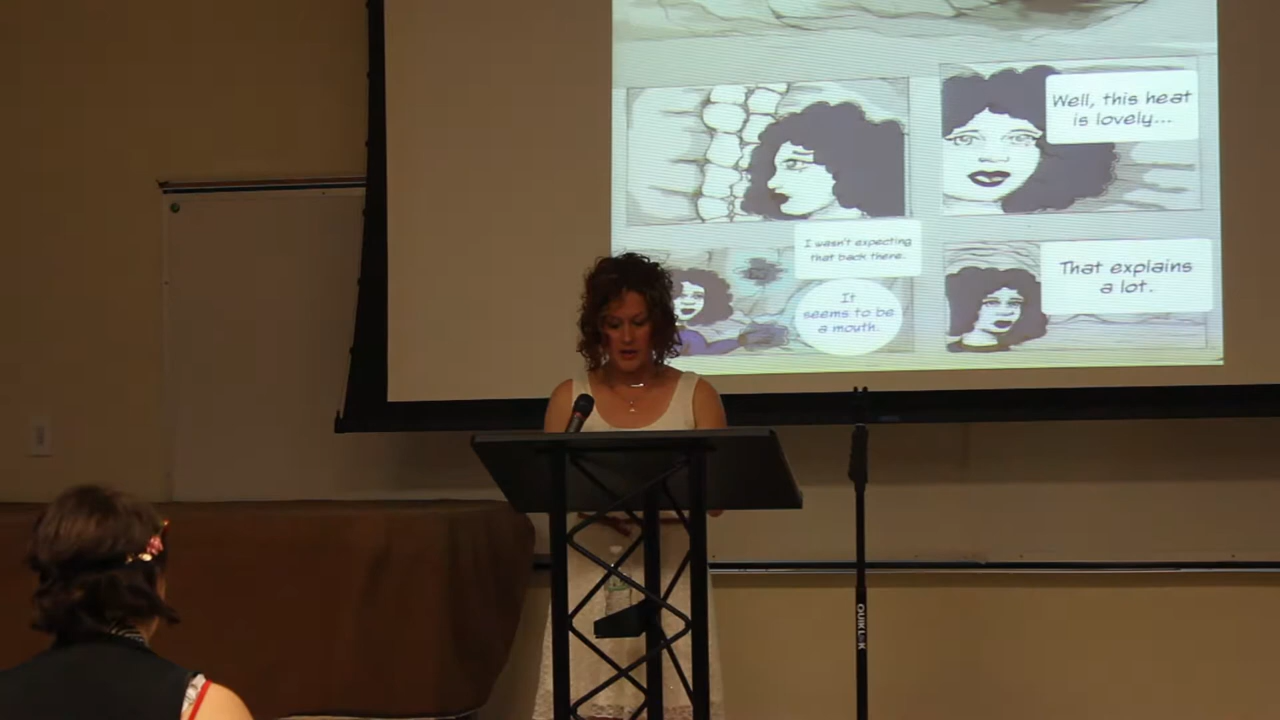 Well, this heat
is lovely...
I wasn't expecting
that back there.
It
seems to be
a mouth.
That explains
a lot.
QUIKLOK